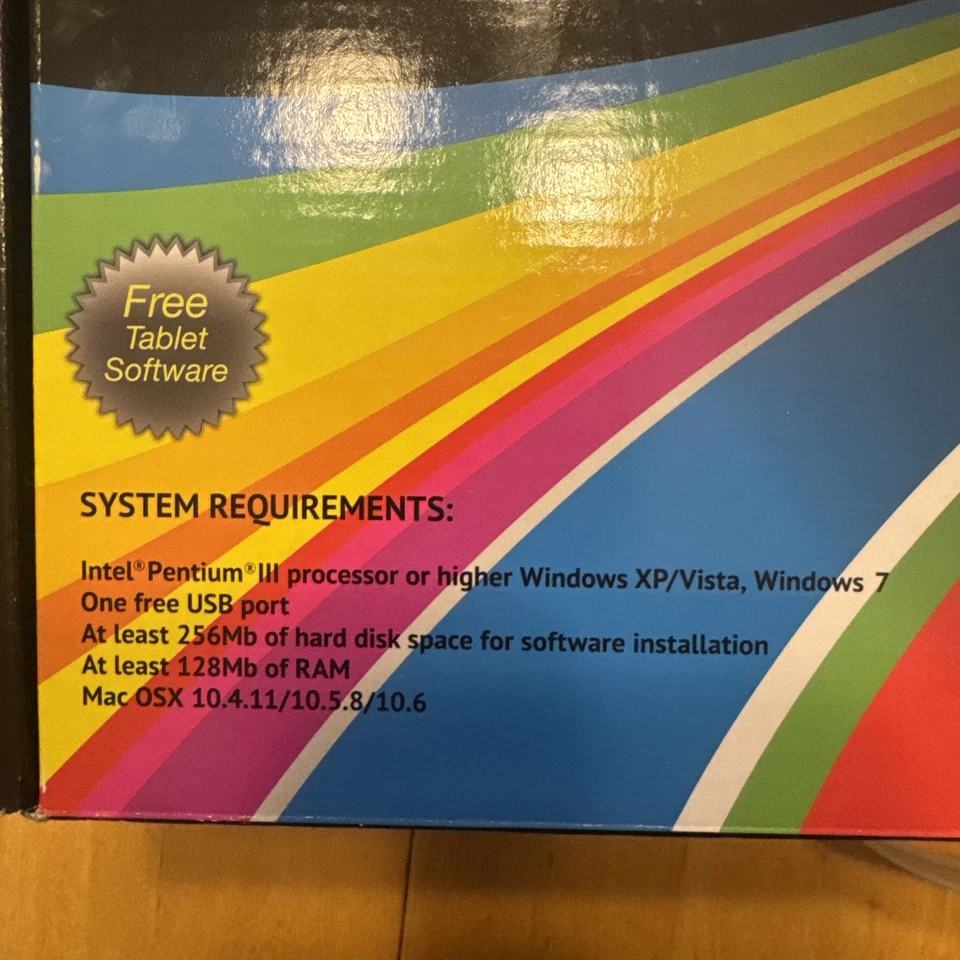 Free
Tablet
Software
SYSTEM REQUIREMENTS:
Intel® Pentium® III processor or higher Windows XP/Vista, Windows 7
One free USB port
At least 256Mb of hard disk space for software installation
At least 128Mb of RAM
Mac OSX 10.4.11/10.5.8/10.6